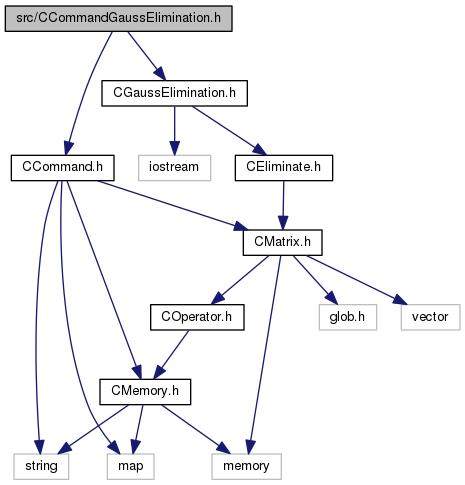 src/CCommandGaussElimination.h
CGaussElimination.h
CCommand.h
iostream
CEliminate.h
CMatrix.h
COperator.h
glob.h
vector
CMemory.h
string
map
memory